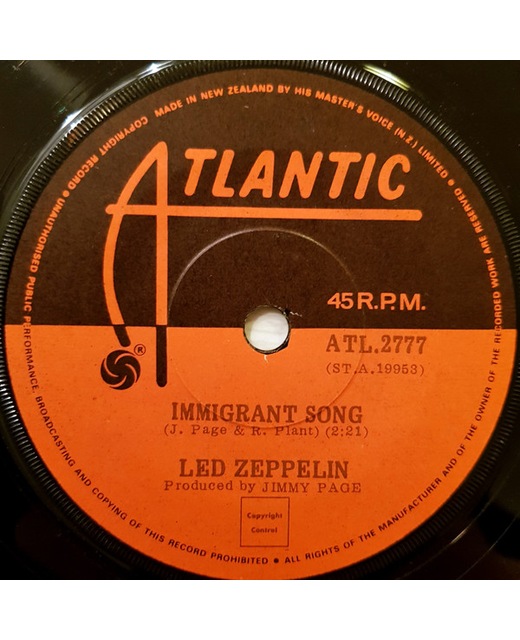 COPYRIGHT RECORD ● MADE IN NEW ZEALAND BY HIS MASTER'S VOICE (N.Z.) LIMITED ● ALL RIGHTS OF THE MANUFACTURER AND OF THE OWNER OF THE RECORDED WORK ARE RESERVED
● UNAUTHORISED PUBLIC PERFORMANCE, BROADCASTING AND COPYING OF THIS RECORD PROHIBITED ●
ATLANTIC
45 R.P.M.
®
ATL.2777
(ST.A.19953)
IMMIGRANT SONG
(J. Page & R. Plant) (2:21)
LED ZEPPELIN
Produced by JIMMY PAGE
Copyright
Control